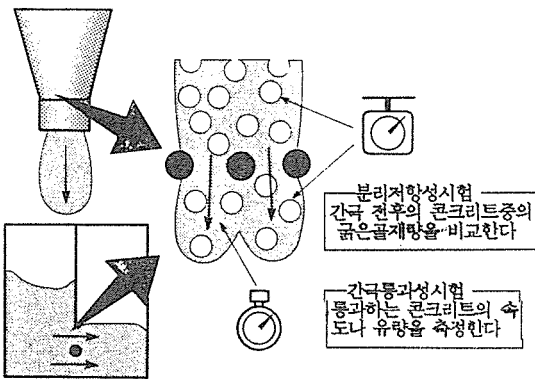 분리저항성시험
간극 전후의 콘크리트중의
굵은골재량을 비교한다
간극통과성시험
통과하는 콘크리트의 속
도나 유량을 측정한다